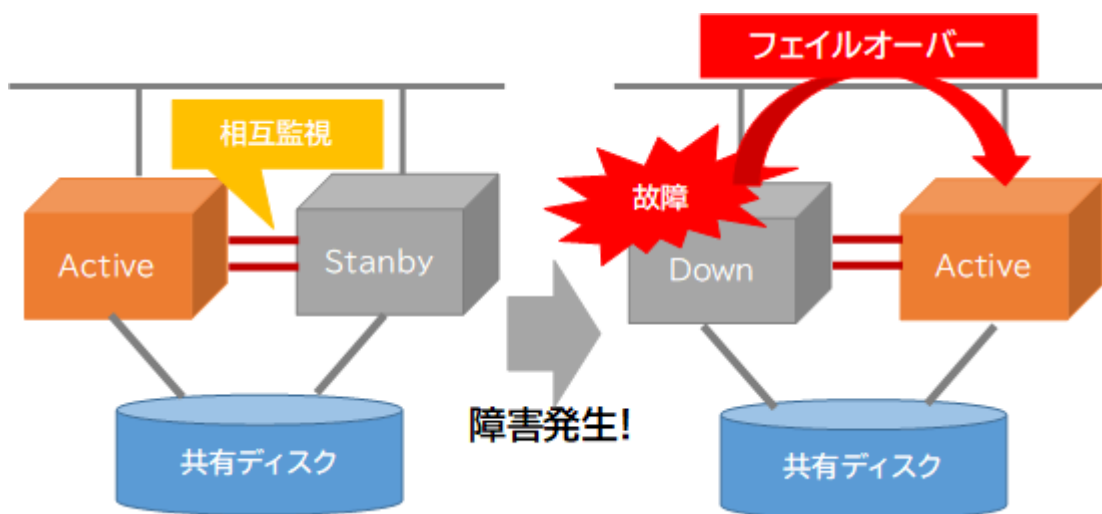 フェイルオーバー
相互監視
故障
Active
Stanby
Down
Active
障害発生!
共有ディスク
共有ディスク